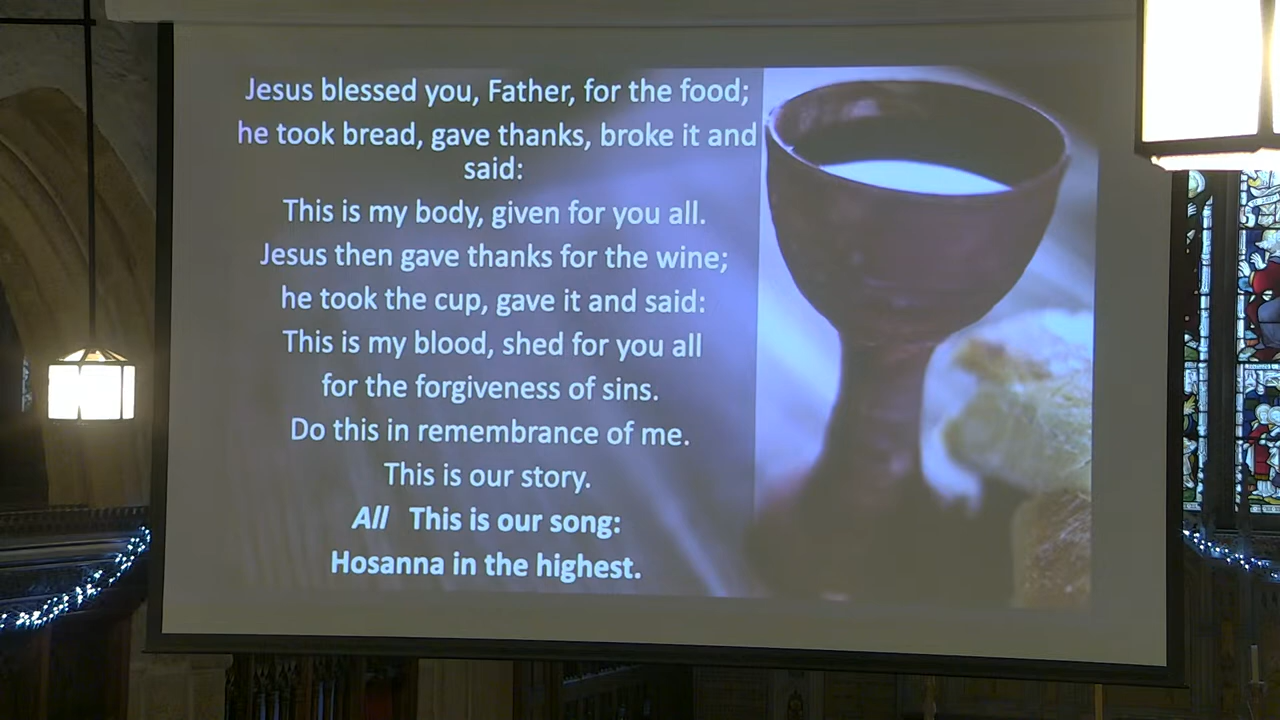 Jesus blessed you, Father, for the food;
he took bread, gave thanks, broke it and
said:
This is my body, given for you all.
Jesus then gave thanks for the wine;
he took the cup, gave it and said:
This is my blood, shed for you all
for the forgiveness of sins.
Do this in remembrance of me.
This is our story.
All This is our song:
Hosanna in the highest.